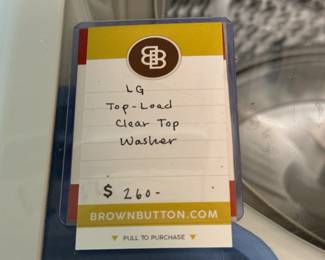 BB
LG
Top-Load
Clear Top
Washer
$ 260-
BROWNBUTTON.COM
▼ PULL TO PURCHASE ▼